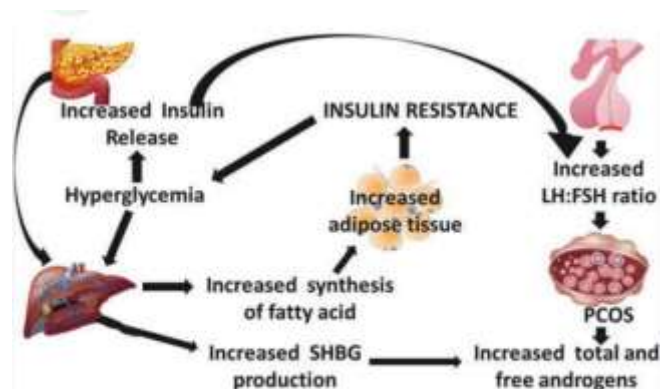 Increased Insulin
Release
INSULIN RESISTANCE
Hyperglycemia
Increased
adipose tissue
Increased
LH:FSH ratio
Increased synthesis
of fatty acid
PCOS
Increased SHBG
production
Increased total and
free androgens